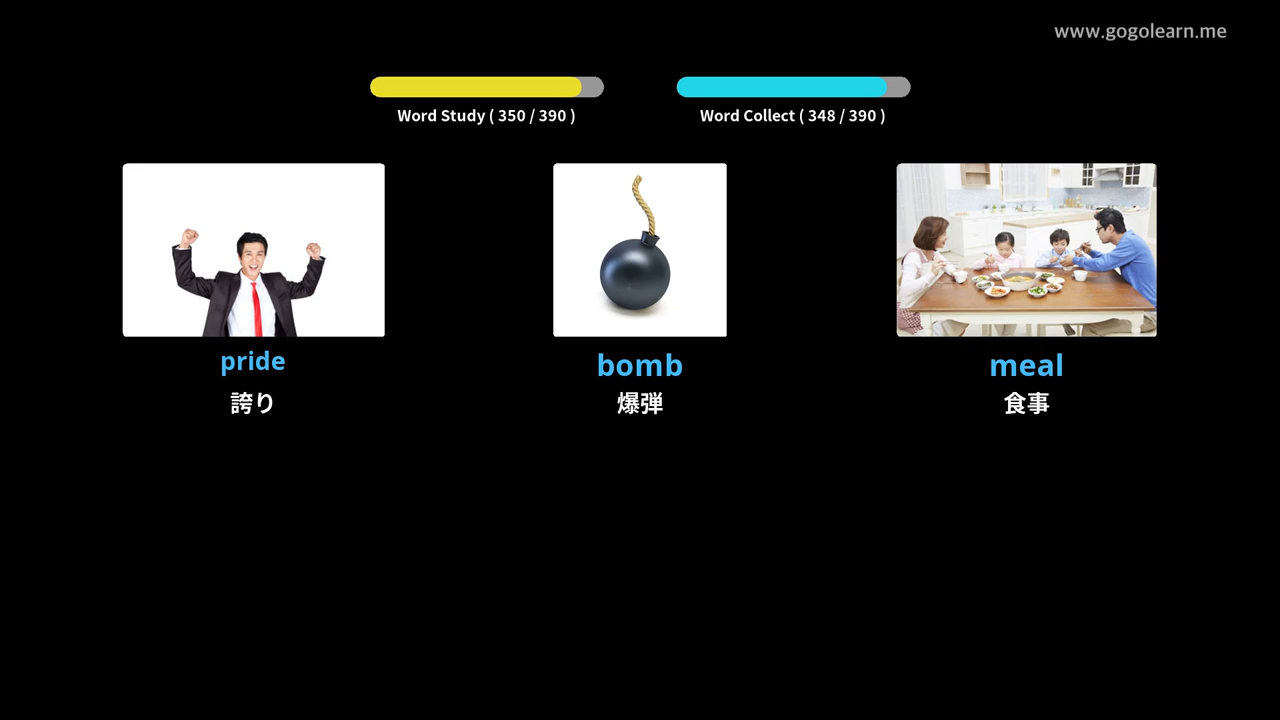 www.gogolearn.me
Word Study ( 350 / 390 )
Word Collect ( 348 / 390 )
pride
bomb
meal
誇り
爆弾
食事